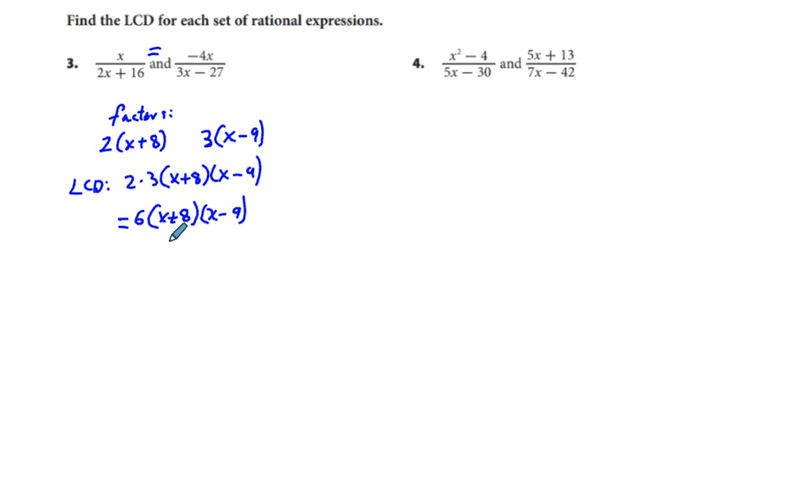 Find the LCD for each set of rational expressions.
3. x/(2x + 16) and −4x/(3x − 27)
4. (x² − 4)/(5x − 30) and (5x + 13)/(7x − 42)
factors:
2(x+8) 3(x−9)
LCD: 2·3(x+8)(x−9)
= 6(x+8)(x−9)